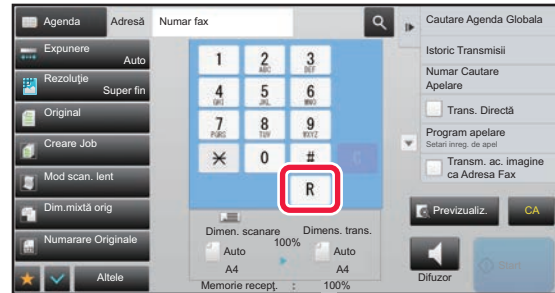 Agenda
Adresă
Numar fax
Expunere
Auto
Rezoluţie
Super fin
Original
Creare Job
Mod scan. lent
Dim.mixtă orig
Numarare Originale
Altele
1
2
ABC
3
DEF
4
GHI
5
JKL
6
MNO
7
PQRS
8
TUV
9
WXYZ
0
#
C
R
Dimen. scanare
Dimens. trans.
100%
Auto
A4
Auto
A4
Memorie recepţ. : 100%
Cautare Agenda Globala
Istoric Transmisii
Numar Cautare
Apelare
Trans. Directă
Program apelare
Setari inreg. de apel
Transm. ac. imagine
ca Adresa Fax
Previzualiz.
CA
Difuzor
Start